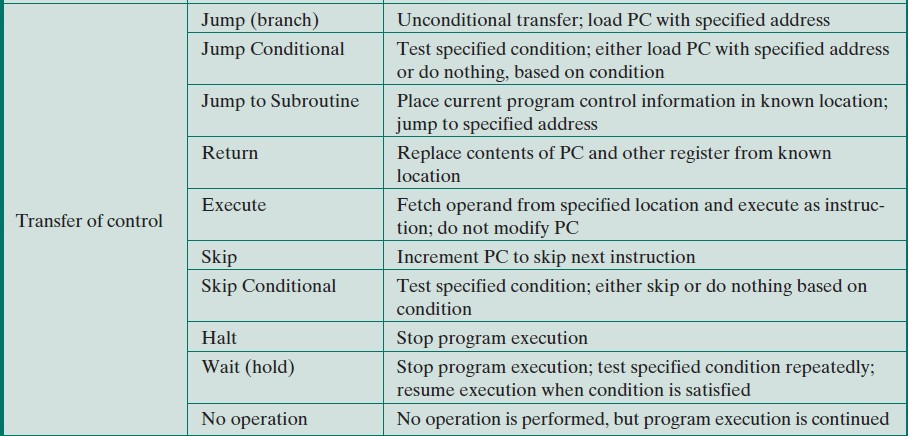 Jump (branch)
Unconditional transfer; load PC with specified address
Jump Conditional
Test specified condition; either load PC with specified address
or do nothing, based on condition
Jump to Subroutine
Place current program control information in known location;
jump to specified address
Return
Replace contents of PC and other register from known
location
Transfer of control
Execute
Fetch operand from specified location and execute as instruc-
tion; do not modify PC
Skip
Increment PC to skip next instruction
Skip Conditional
Test specified condition; either skip or do nothing based on
condition
Halt
Stop program execution
Wait (hold)
Stop program execution; test specified condition repeatedly;
resume execution when condition is satisfied
No operation
No operation is performed, but program execution is continued